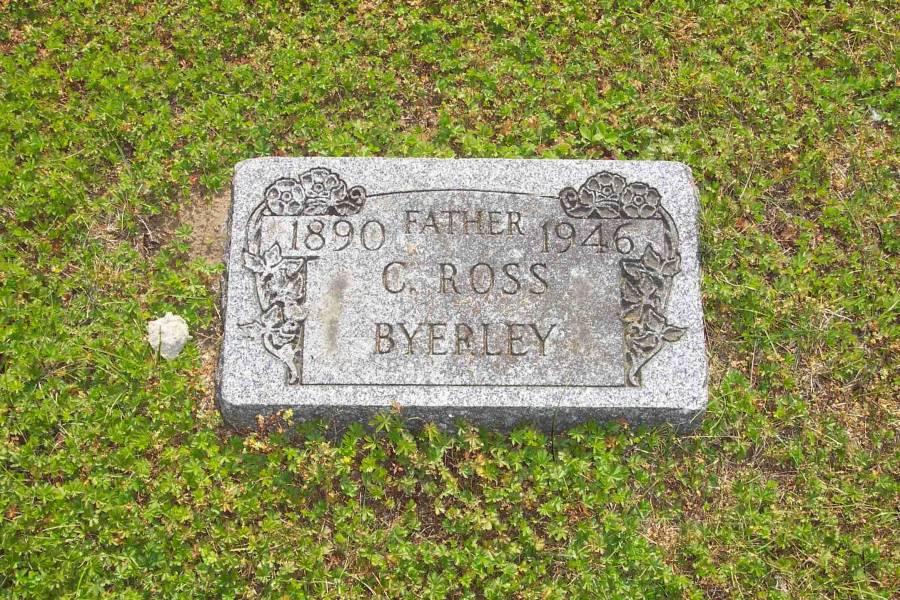 1890 FATHER 1946
C. ROSS
BYERLEY